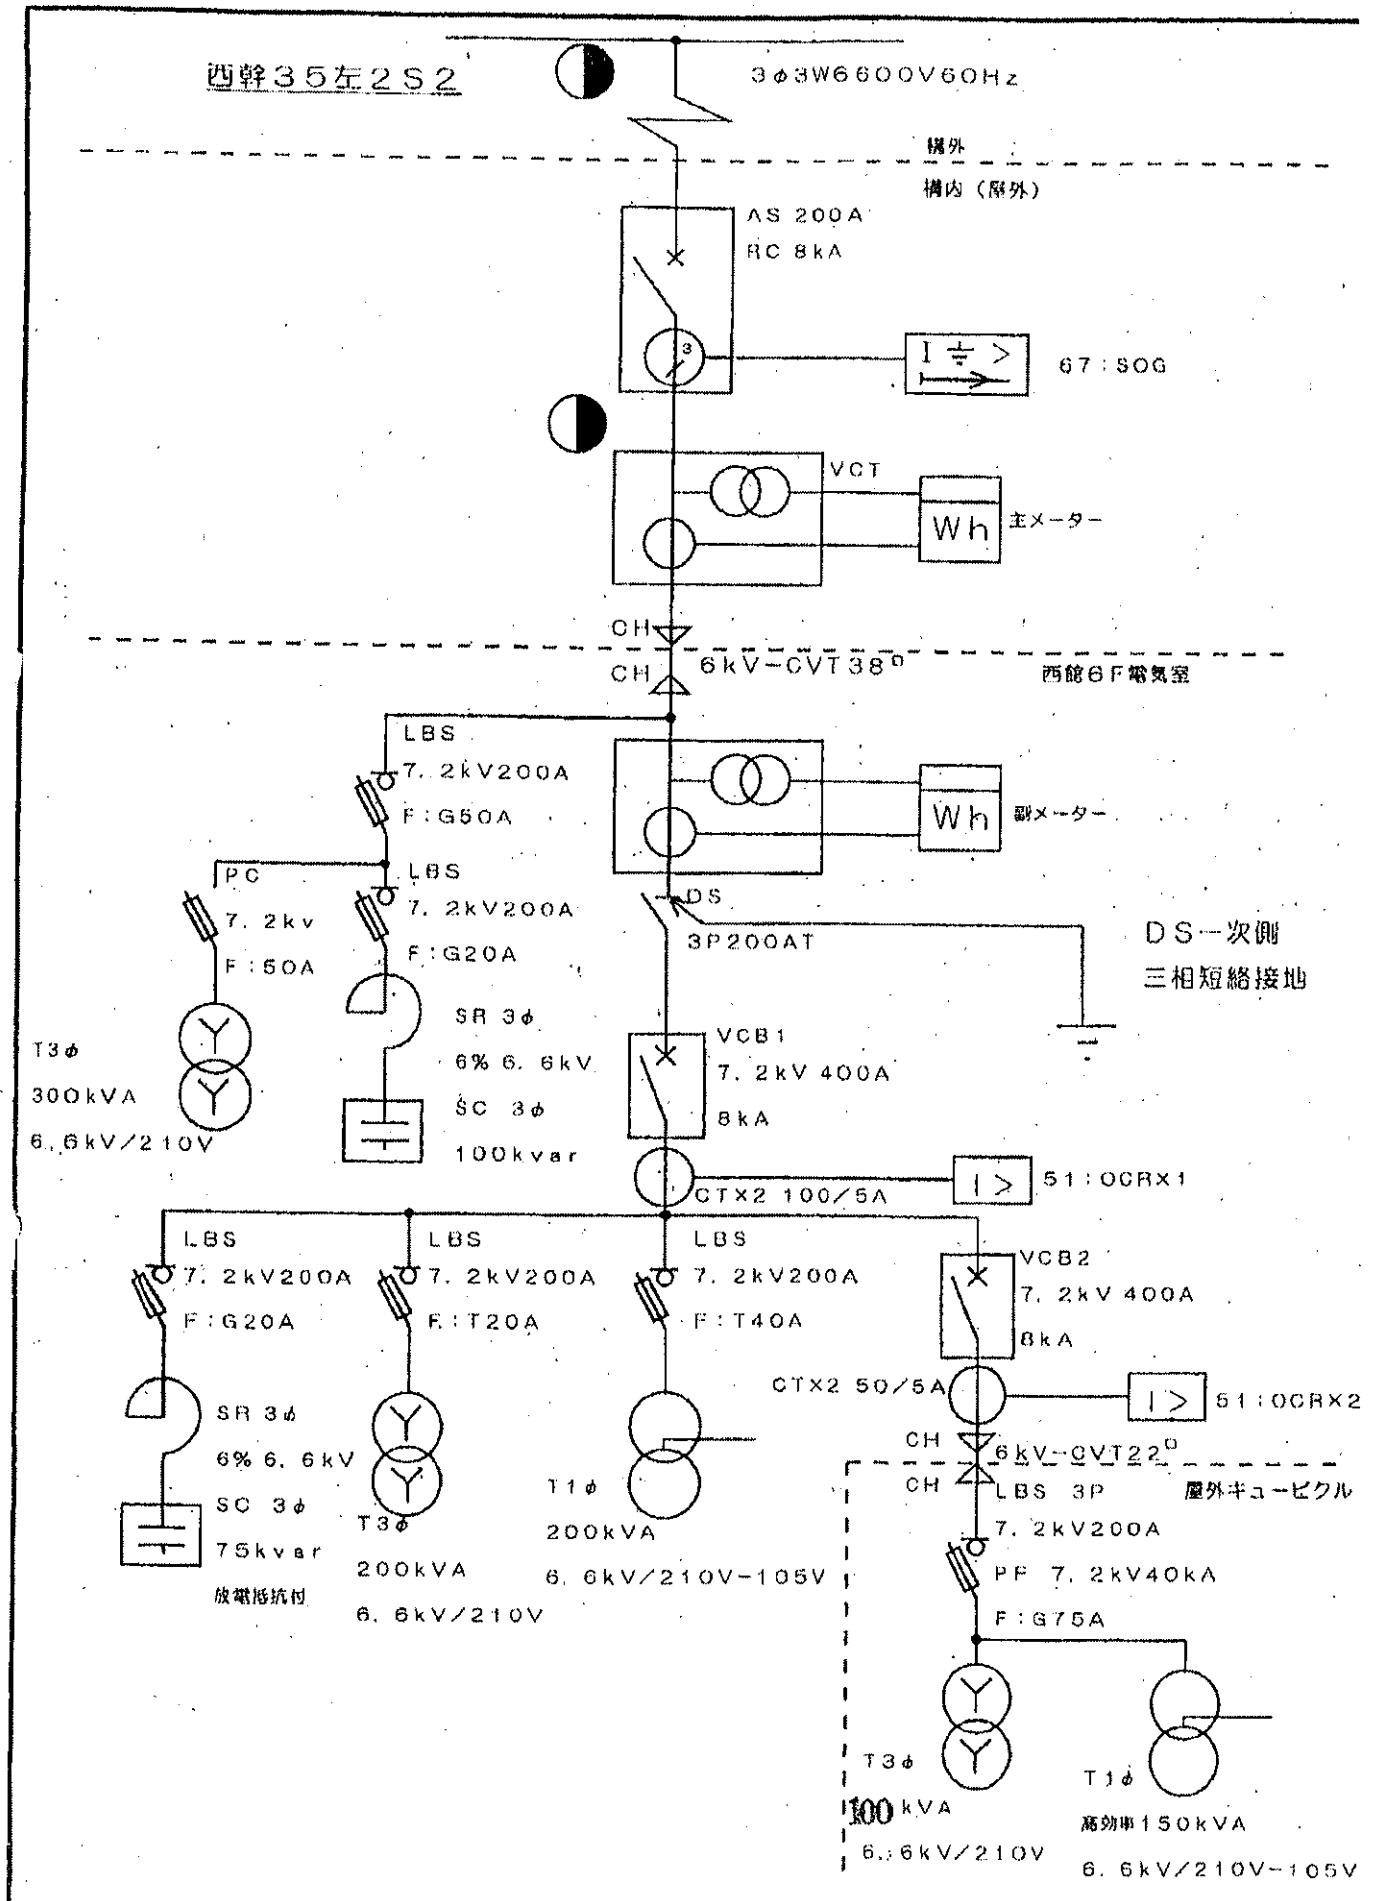 西幹35左2S2
3φ3W6600V60Hz
構外
構内(屋外)
AS 200A
RC 8kA
3
I >
67:SOG
VCT
Wh
主メーター
CH
6kV-CVT38□
CH
西館6F電気室
LBS
7.2kV200A
F:G50A
Wh
副メーター
PC
7.2kv
F:50A
LBS
7.2kV200A
F:G20A
DS
3P200AT
DS一次側
三相短絡接地
SR 3φ
6% 6.6kV
SC 3φ
100kvar
T3φ
300kVA
6.6kV/210V
VCB1
7.2kV 400A
8kA
CTX2 100/5A
I >
51:OCRX1
LBS
7.2kV200A
F:G20A
LBS
7.2kV200A
F:T20A
LBS
7.2kV200A
F:T40A
VCB2
7.2kV 400A
8kA
CTX2 50/5A
I >
51:OCRX2
SR 3φ
6% 6.6kV
SC 3φ
75kvar
放電抵抗付
T3φ
200kVA
6.6kV/210V
T1φ
200kVA
6.6kV/210V-105V
CH
6kV-CVT22□
CH
屋外キュービクル
LBS 3P
7.2kV200A
PF 7.2kV40kA
F:G75A
T3φ
100kVA
6.6kV/210V
T1φ
高効率150kVA
6.6kV/210V-105V